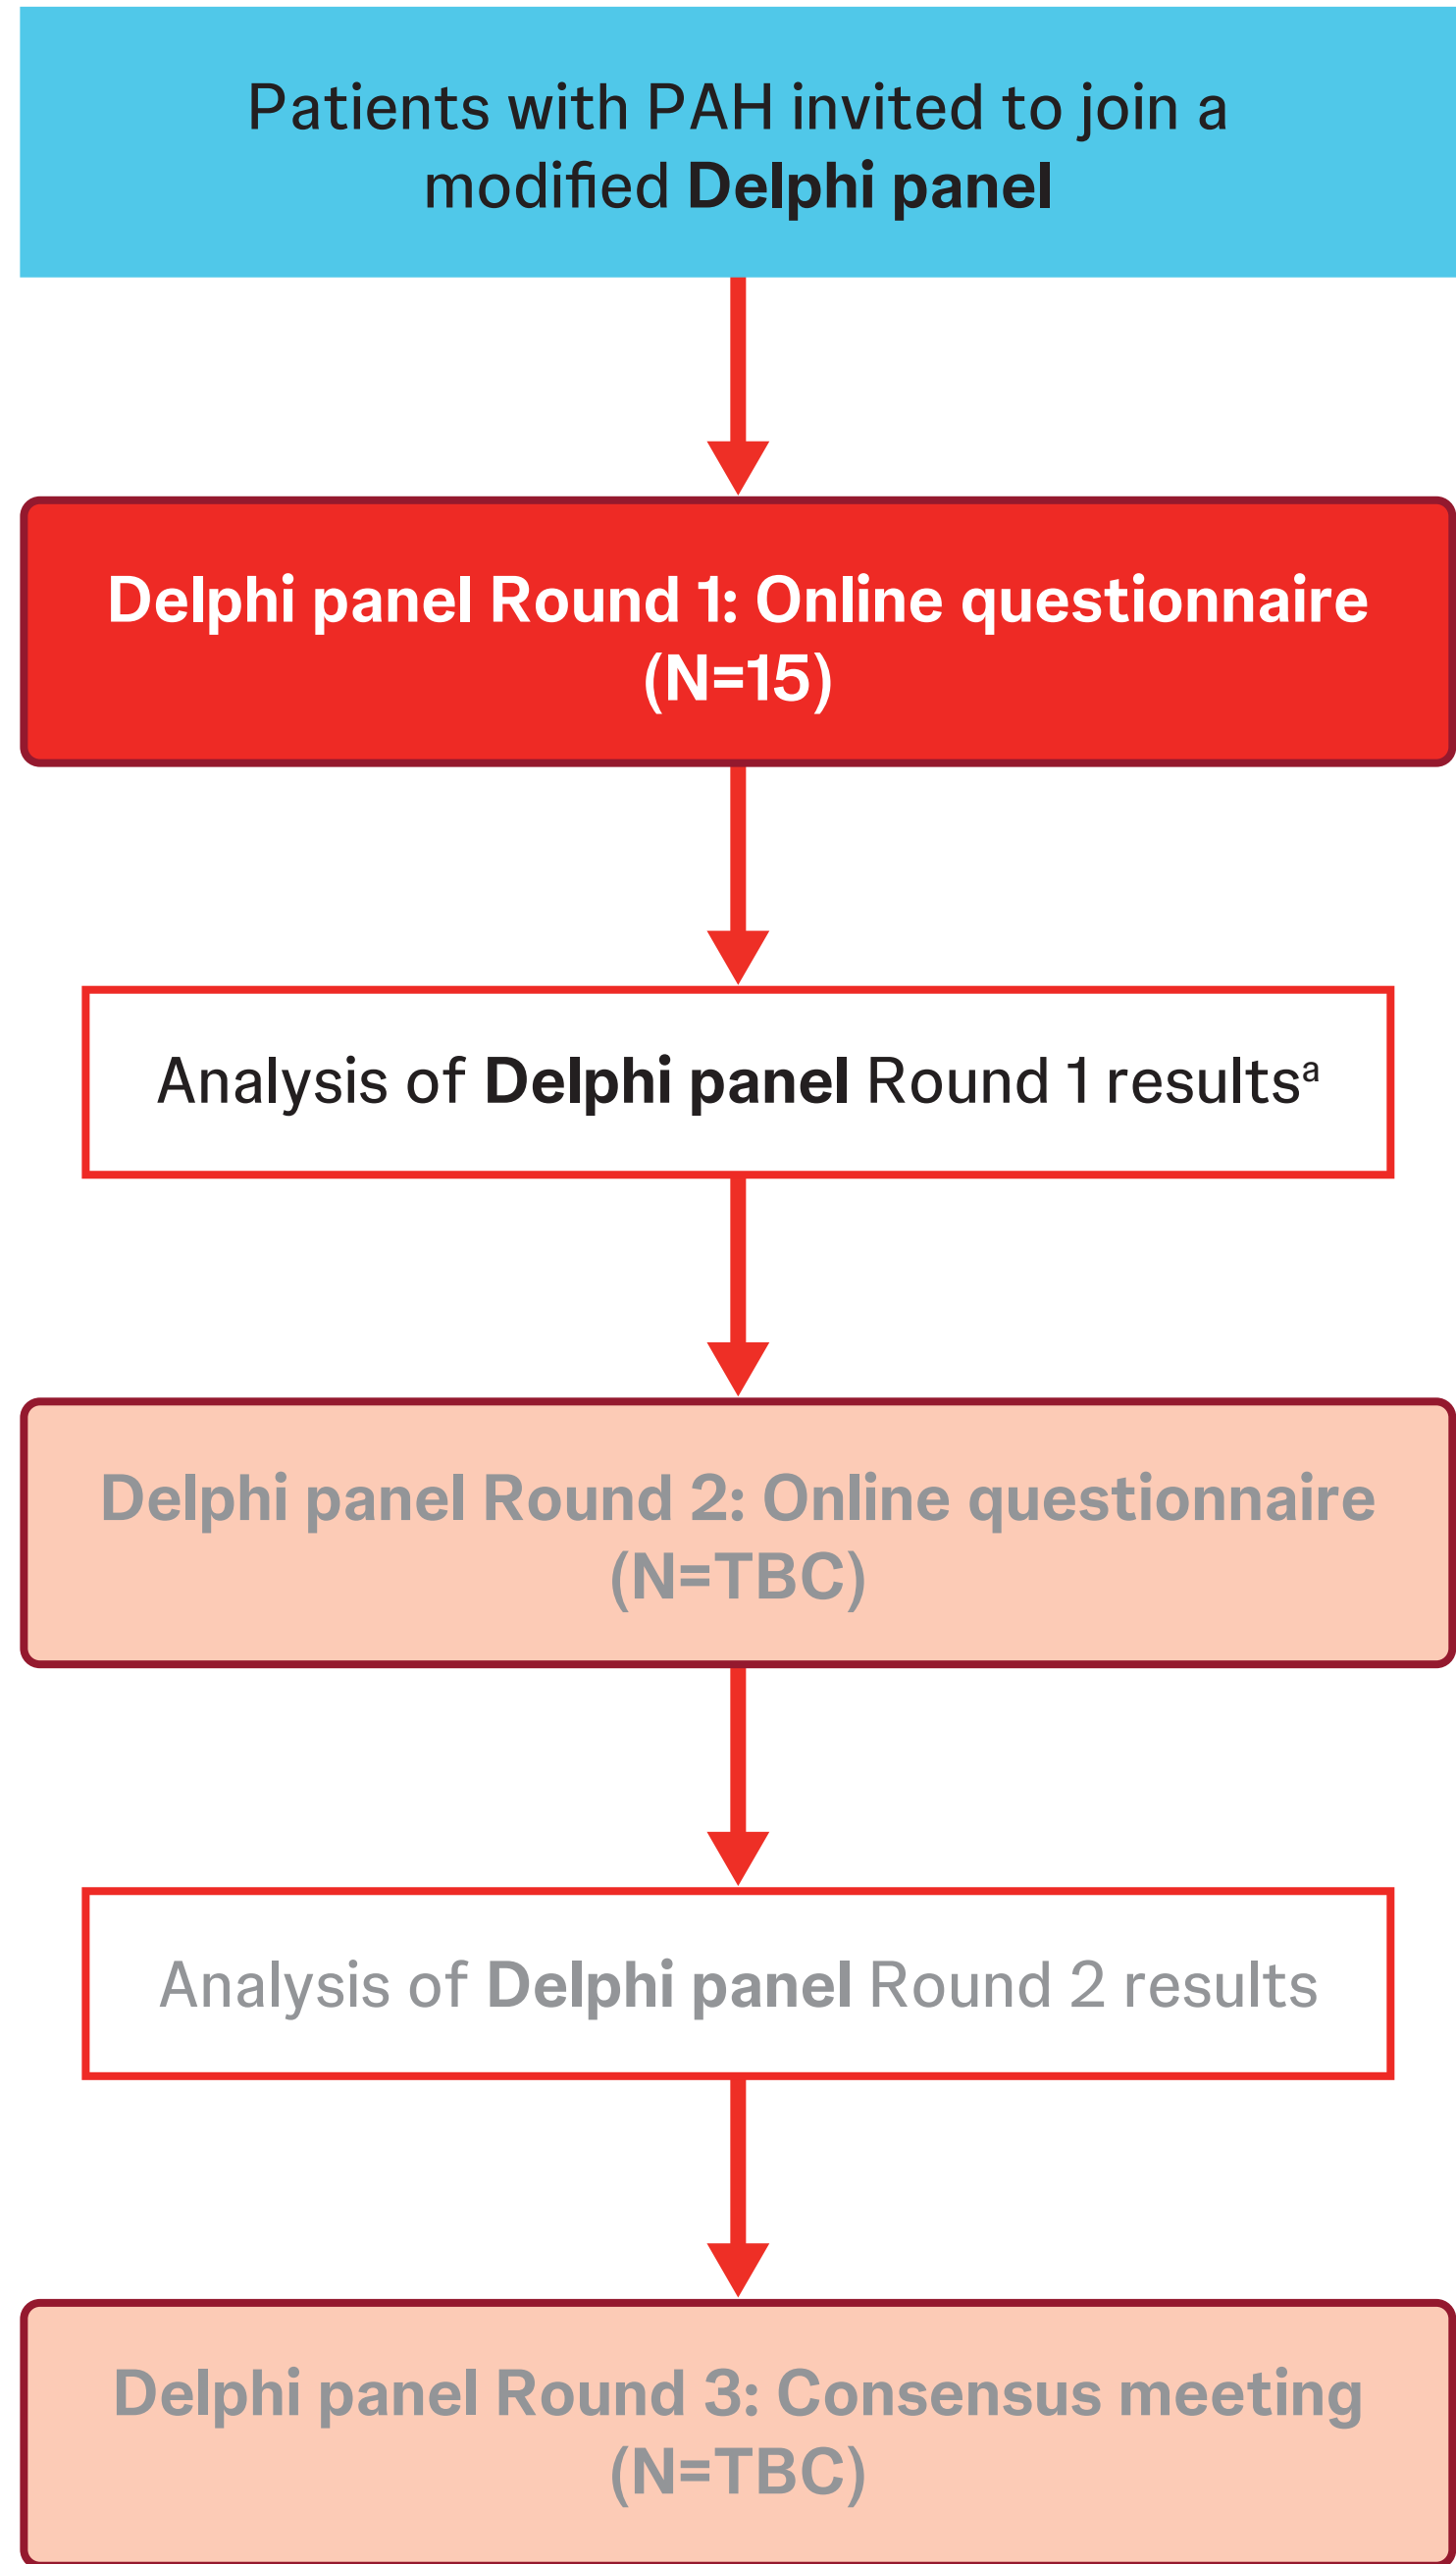 Patients with PAH invited to join a
modified Delphi panel
Delphi panel Round 1: Online questionnaire
(N=15)
Analysis of Delphi panel Round 1 resultsᵃ
Delphi panel Round 2: Online questionnaire
(N=TBC)
Analysis of Delphi panel Round 2 results
Delphi panel Round 3: Consensus meeting
(N=TBC)